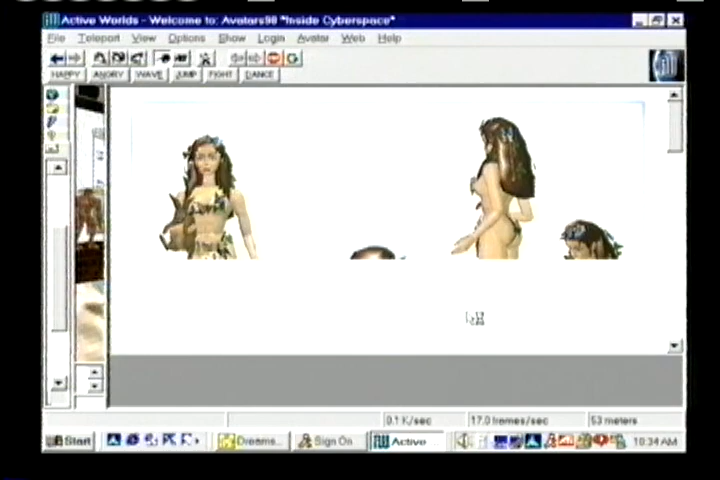 Active Worlds - Welcome to: Avatars98 "Inside Cyberspace"
File Teleport View Options Show Login Avatar Web Help
HAPPY ANGRY WAVE JUMP FIGHT DANCE
0.1 K/sec 17.0 frames/sec 53 meters
Start Dreams... Sign On Active 10:34 AM